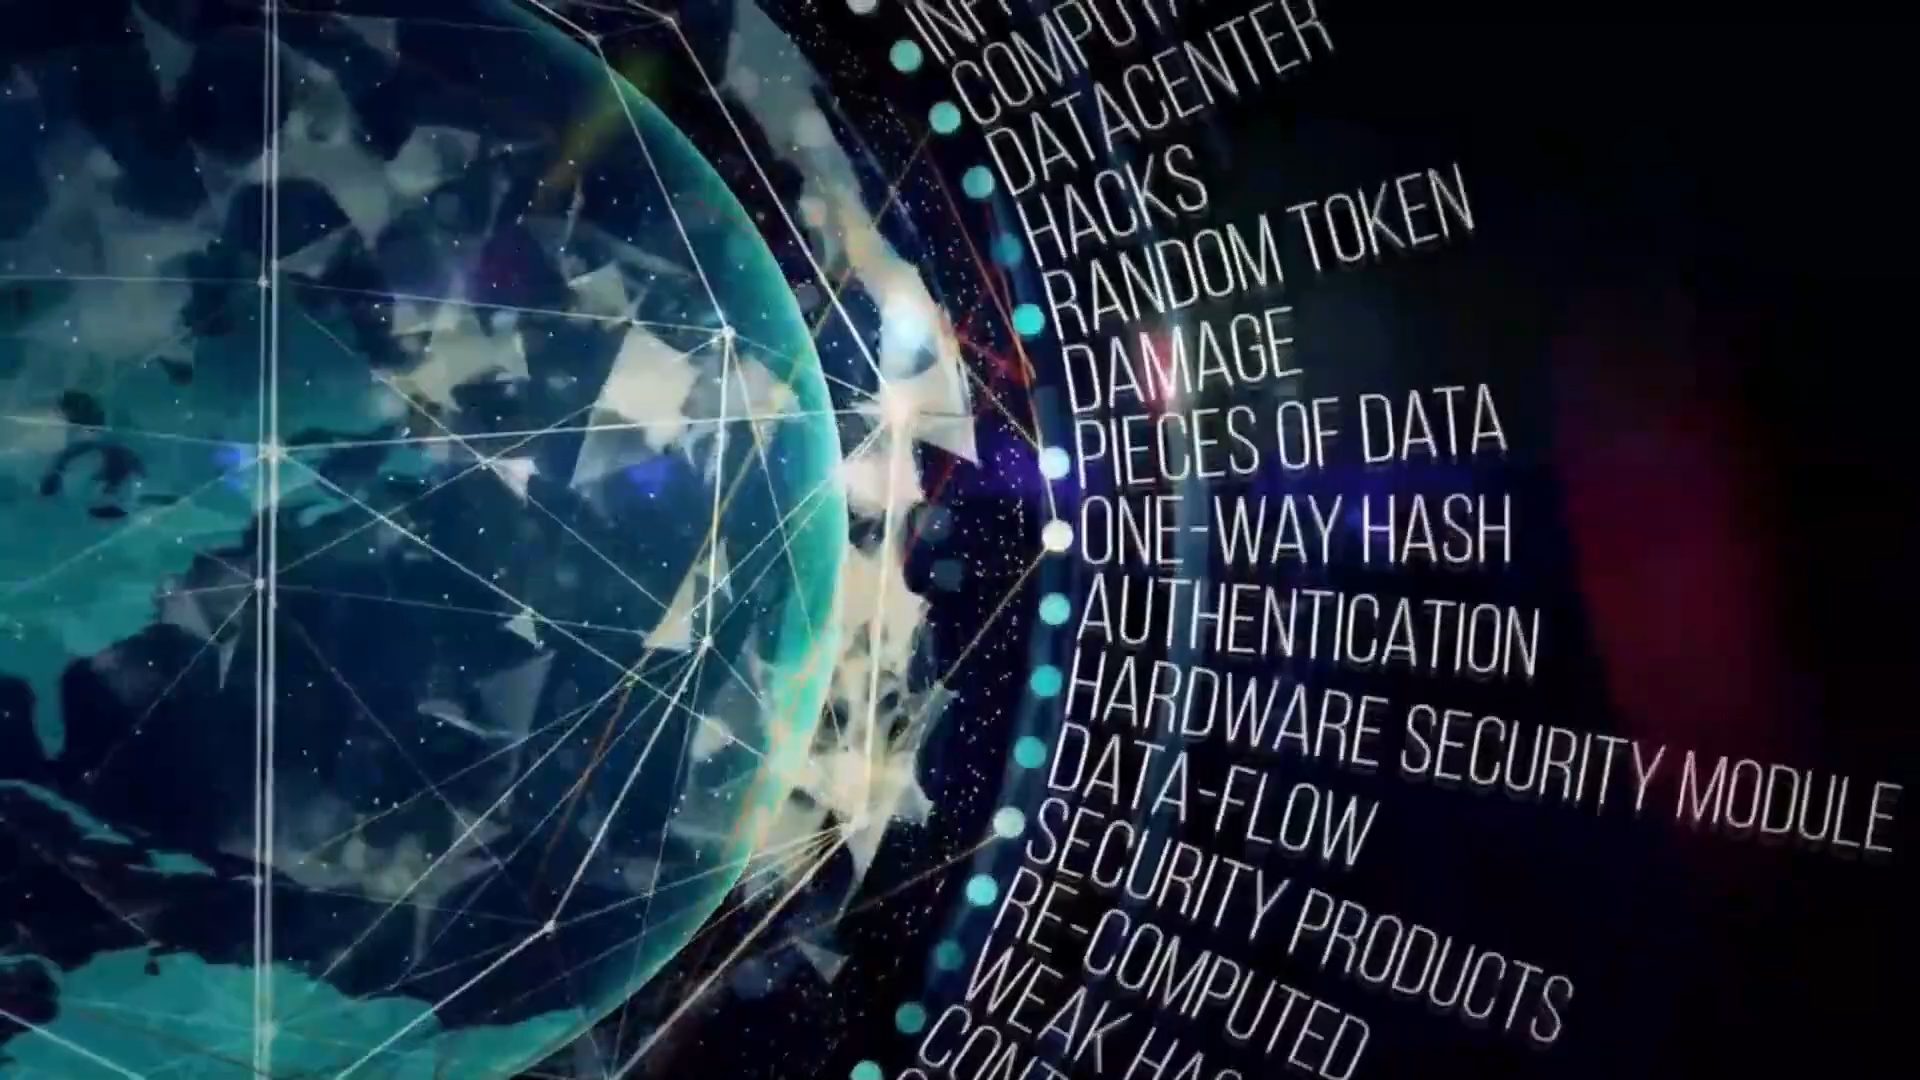 DATACENTER
HACKS
RANDOM TOKEN
DAMAGE
PIECES OF DATA
ONE-WAY HASH
AUTHENTICATION
HARDWARE SECURITY MODULE
DATA-FLOW
SECURITY PRODUCTS
RE-COMPUTED
WEAK